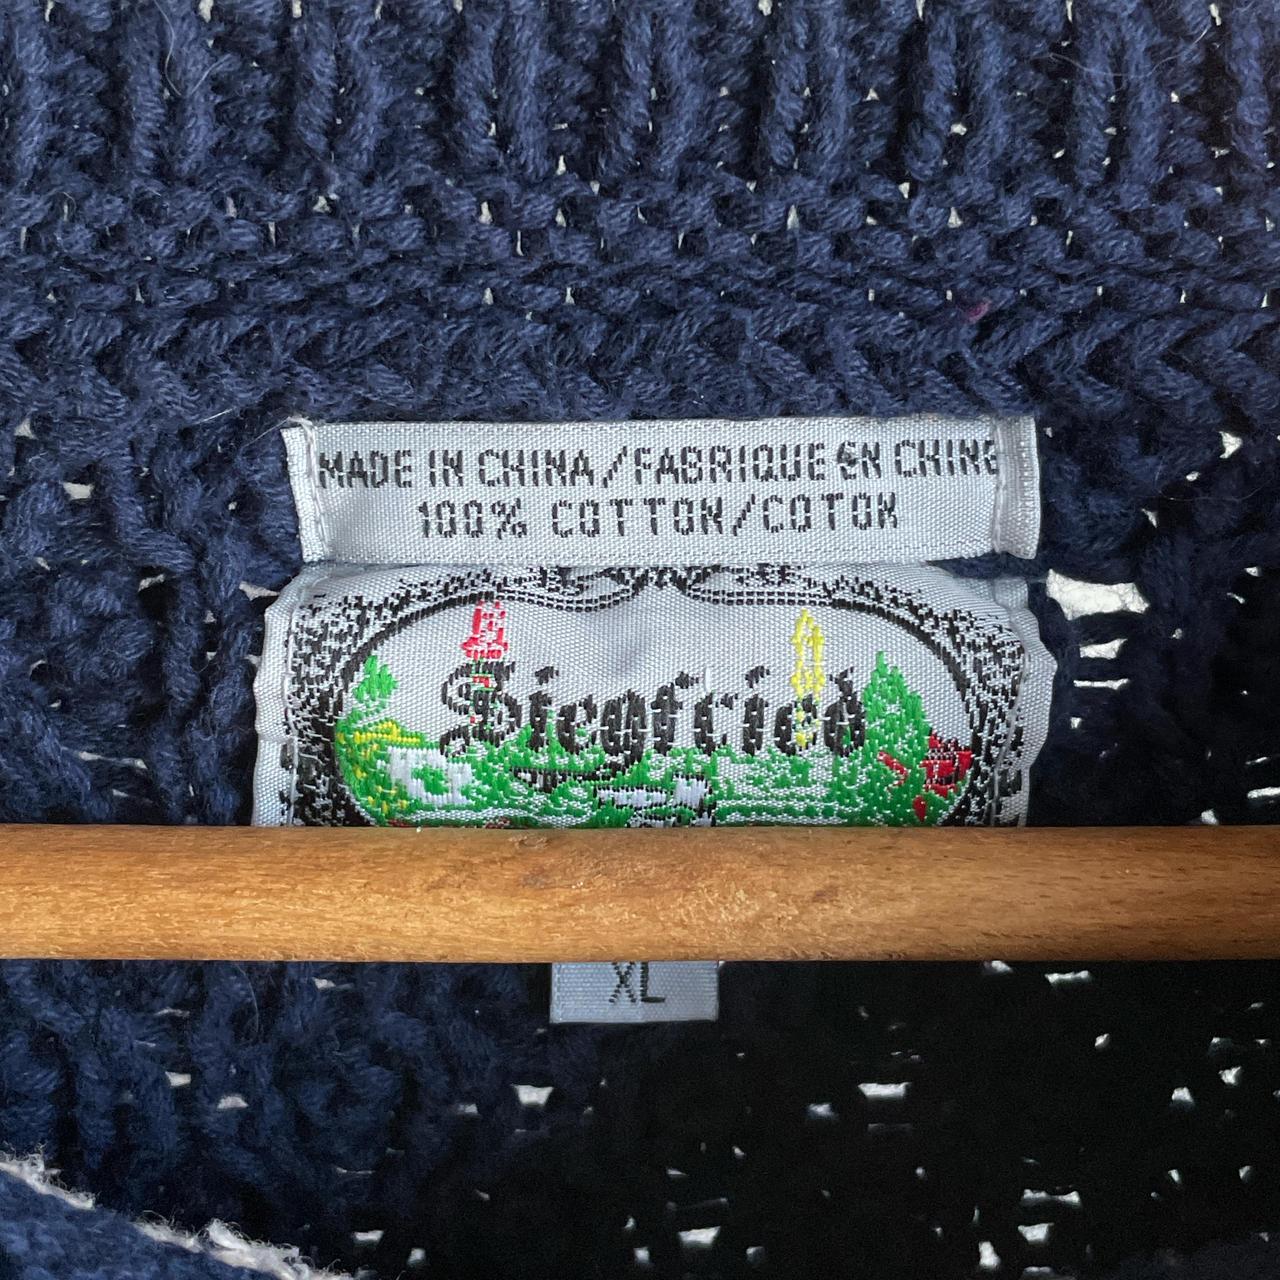 MADE IN CHINA/FABRIQUE EN CHINE
100% COTTON/COTON
Siegfried
XL